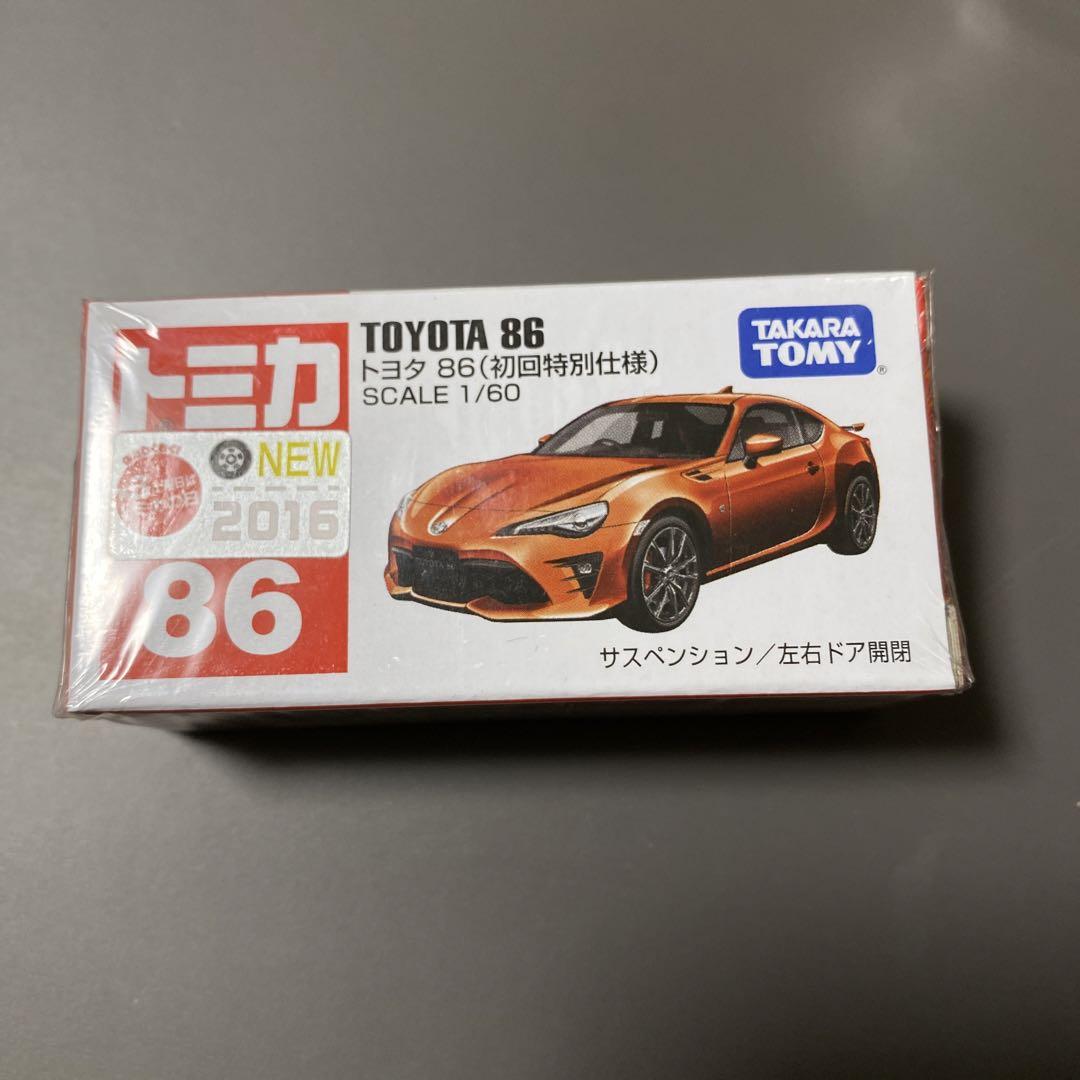 トミカ
TOYOTA 86
トヨタ 86(初回特別仕様)
SCALE 1/60
TAKARA
TOMY
®
NEW
2016
86
サスペンション/左右ドア開閉